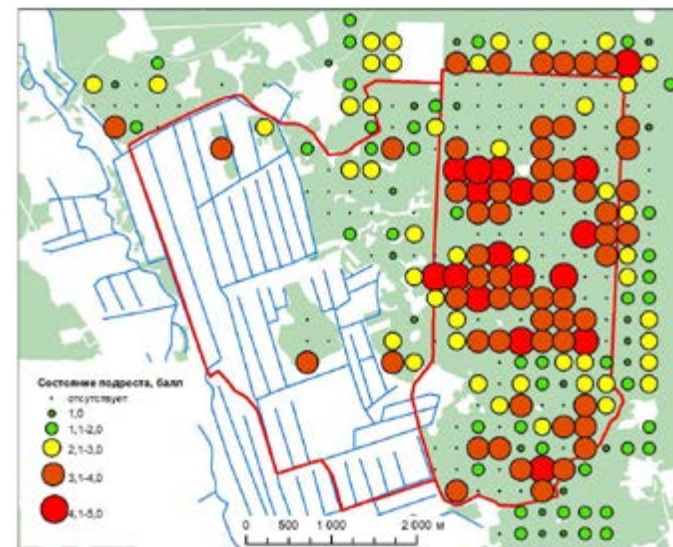 Состояние подроста, балл
отсутствует
1,0
1,1-2,0
2,1-3,0
3,1-4,0
4,1-5,0
0 500 1 000 2 000 м